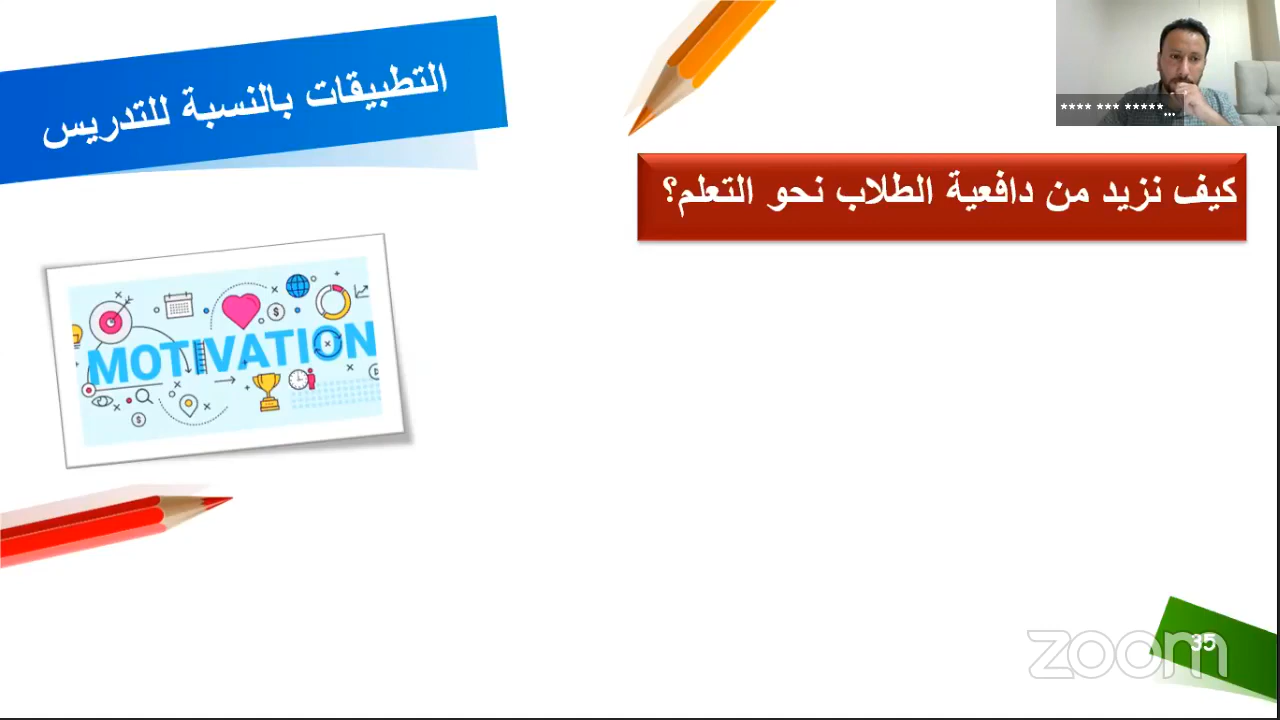 التطبيقات بالنسبة للتدريس
**** *** *****...
كيف نزيد من دافعية الطلاب نحو التعلم؟
MOTIVATION
35
zoom